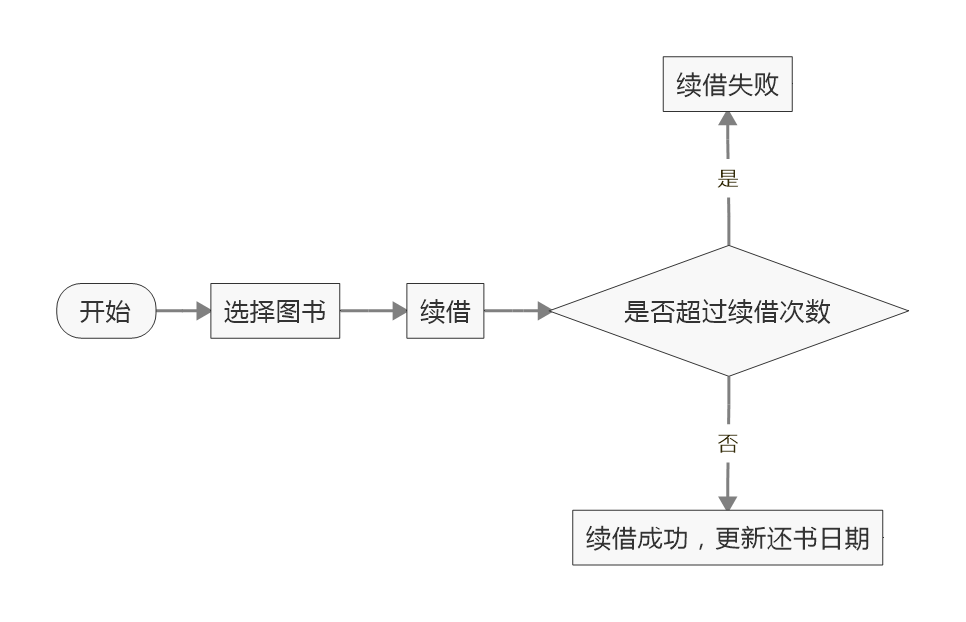 续借失败
是
开始
选择图书
续借
是否超过续借次数
否
续借成功，更新还书日期